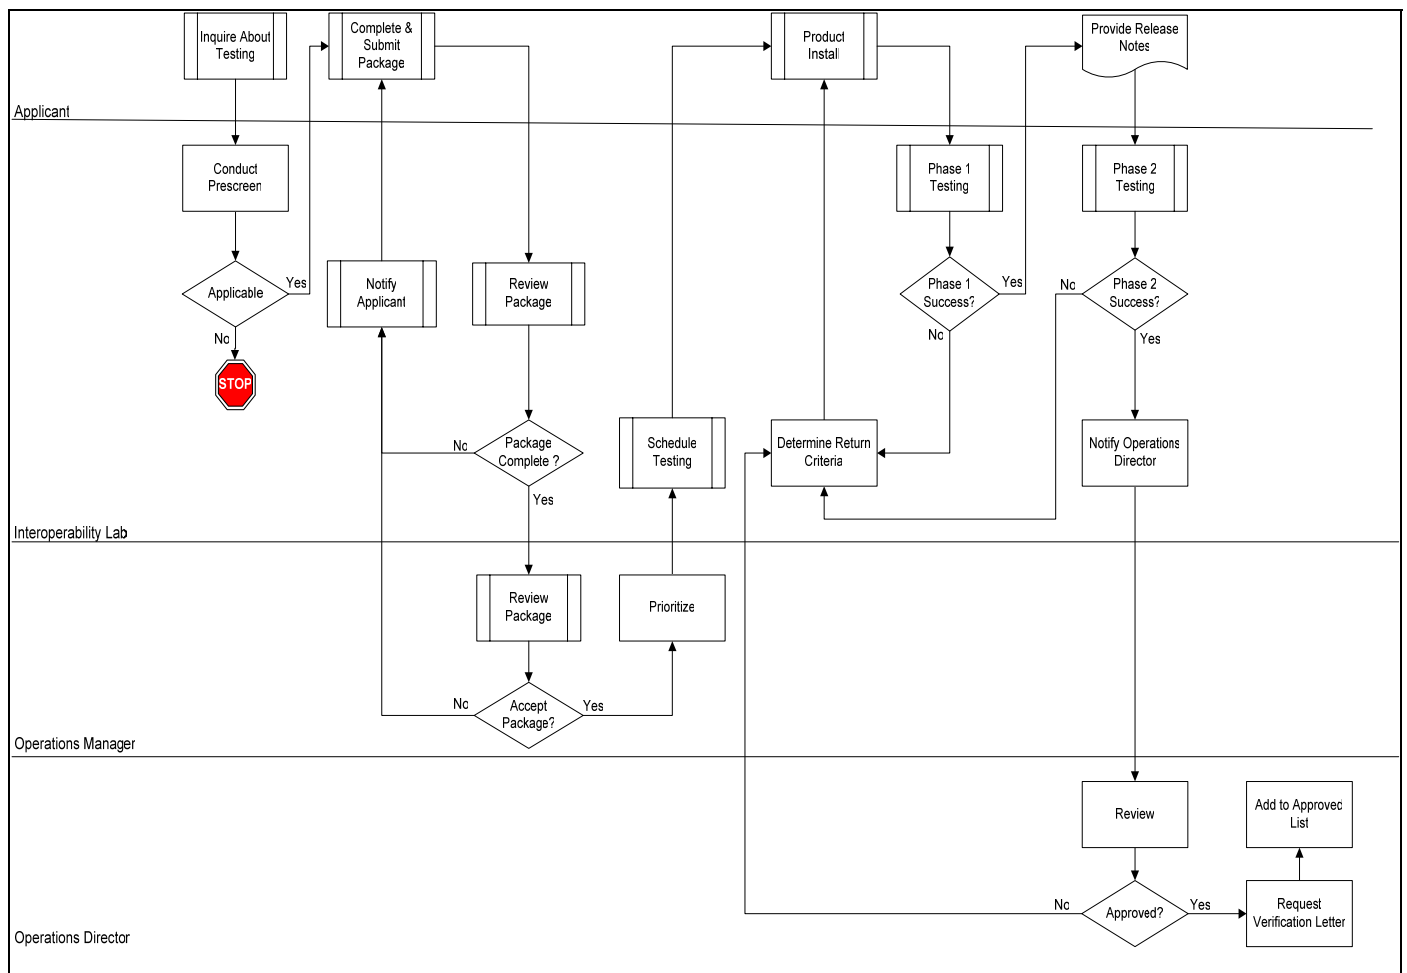 Inquire About
Testing
Complete &
Submit
Package
Product
Install
Provide Release
Notes
Applicant
Conduct
Prescreen
Phase 1
Testing
Phase 2
Testing
Applicable
Yes
No
STOP
Notify
Applicant
Review
Package
Phase 1
Success?
Yes
No
Phase 2
Success?
No
Yes
Package
Complete ?
No
Yes
Schedule
Testing
Determine Return
Criteria
Notify Operations
Director
Interoperability Lab
Review
Package
Prioritize
Accept
Package?
No
Yes
Operations Manager
Review
Add to Approved
List
Approved?
No
Yes
Request
Verification Letter
Operations Director